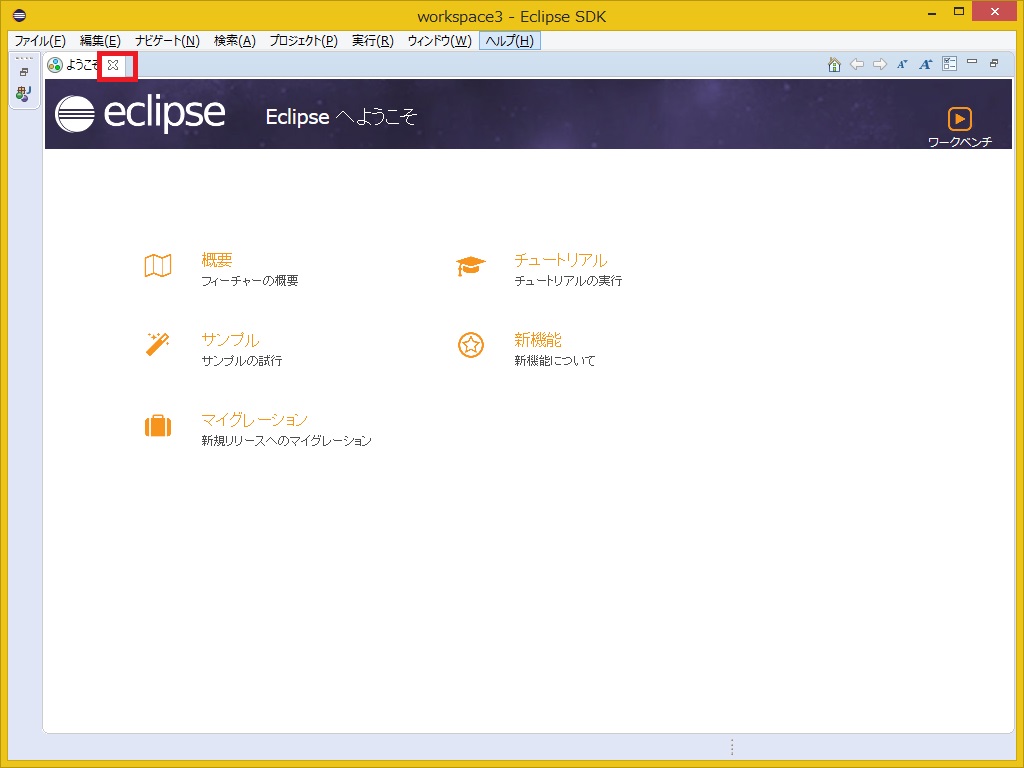 workspace3 - Eclipse SDK
ファイル(F) 編集(E) ナビゲート(N) 検索(A) プロジェクト(P) 実行(R) ウィンドウ(W) ヘルプ(H)
ようこそ
eclipse
Eclipse へようこそ
ワークベンチ
概要
フィーチャーの概要
チュートリアル
チュートリアルの実行
サンプル
サンプルの試行
新機能
新機能について
マイグレーション
新規リリースへのマイグレーション